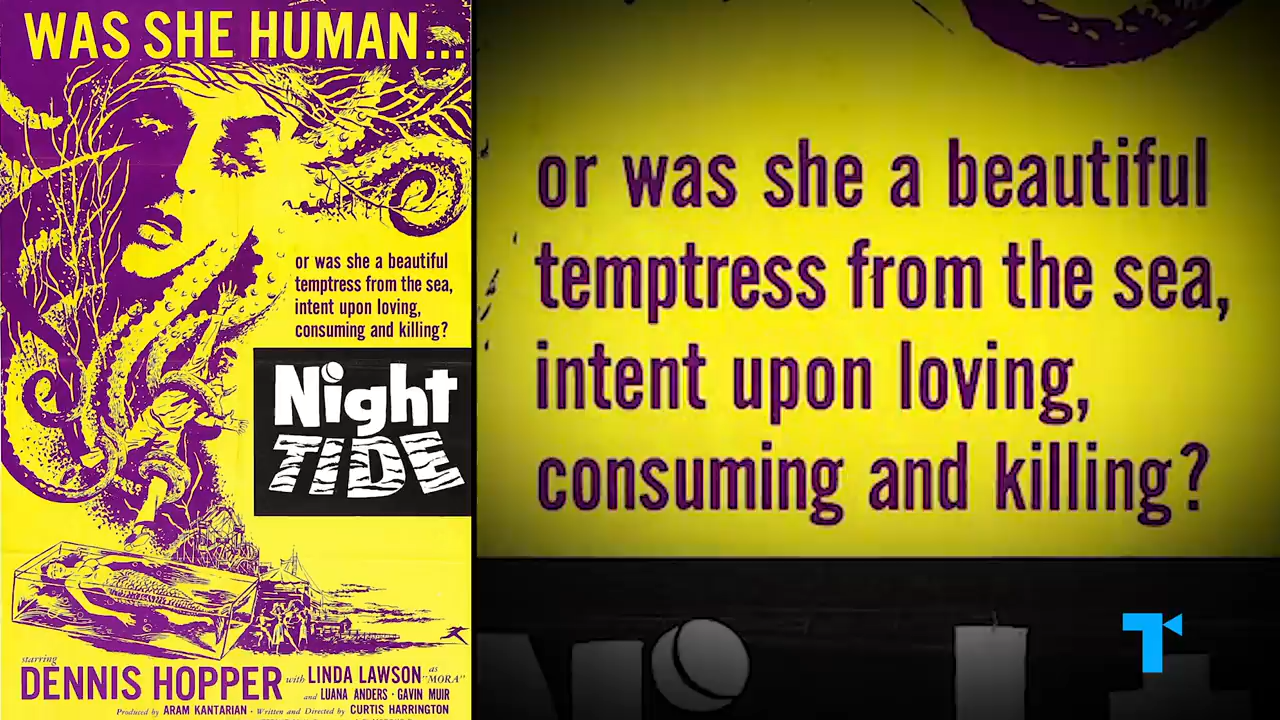 WAS SHE HUMAN...
or was she a beautiful
temptress from the sea,
intent upon loving,
consuming and killing?
Night
TIDE
starring
DENNIS HOPPER with LINDA LAWSON as "MORA"
and LUANA ANDERS · GAVIN MUIR
Produced by ARAM KANTARIAN · Written and Directed by CURTIS HARRINGTON
or was she a beautiful
temptress from the sea,
intent upon loving,
consuming and killing?